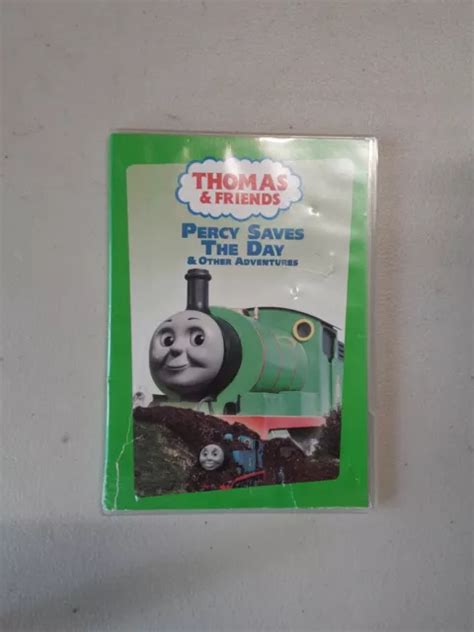 THOMAS
& FRIENDS
PERCY SAVES
THE DAY
& OTHER ADVENTURES